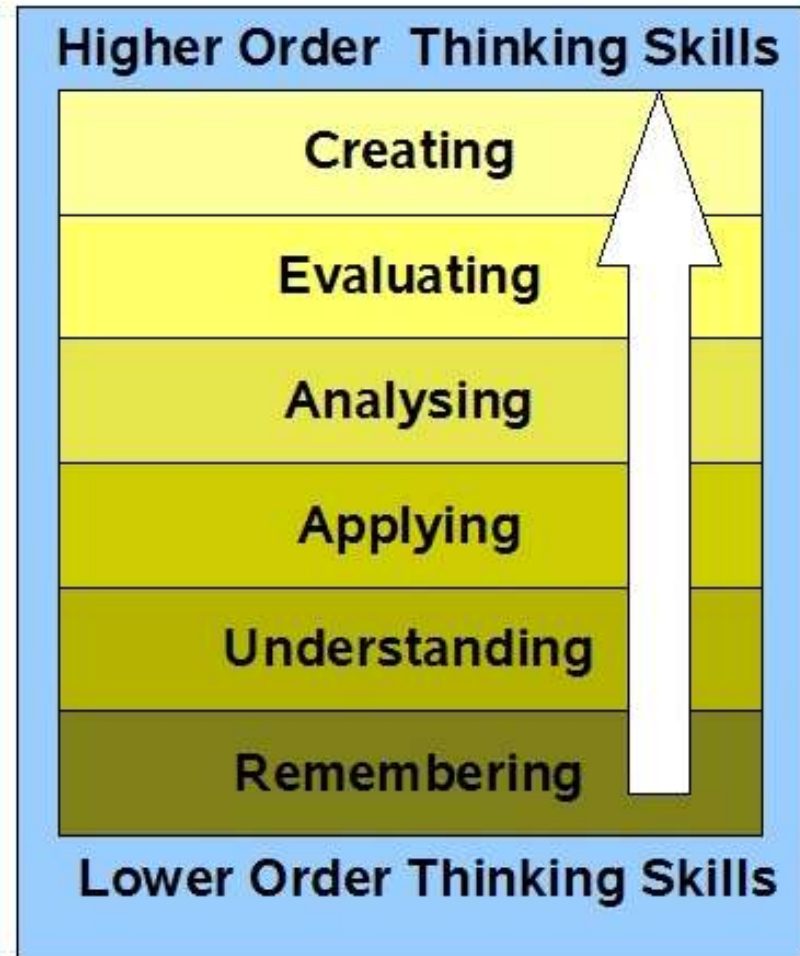 Higher Order Thinking Skills
Creating
Evaluating
Analysing
Applying
Understanding
Remembering
Lower Order Thinking Skills